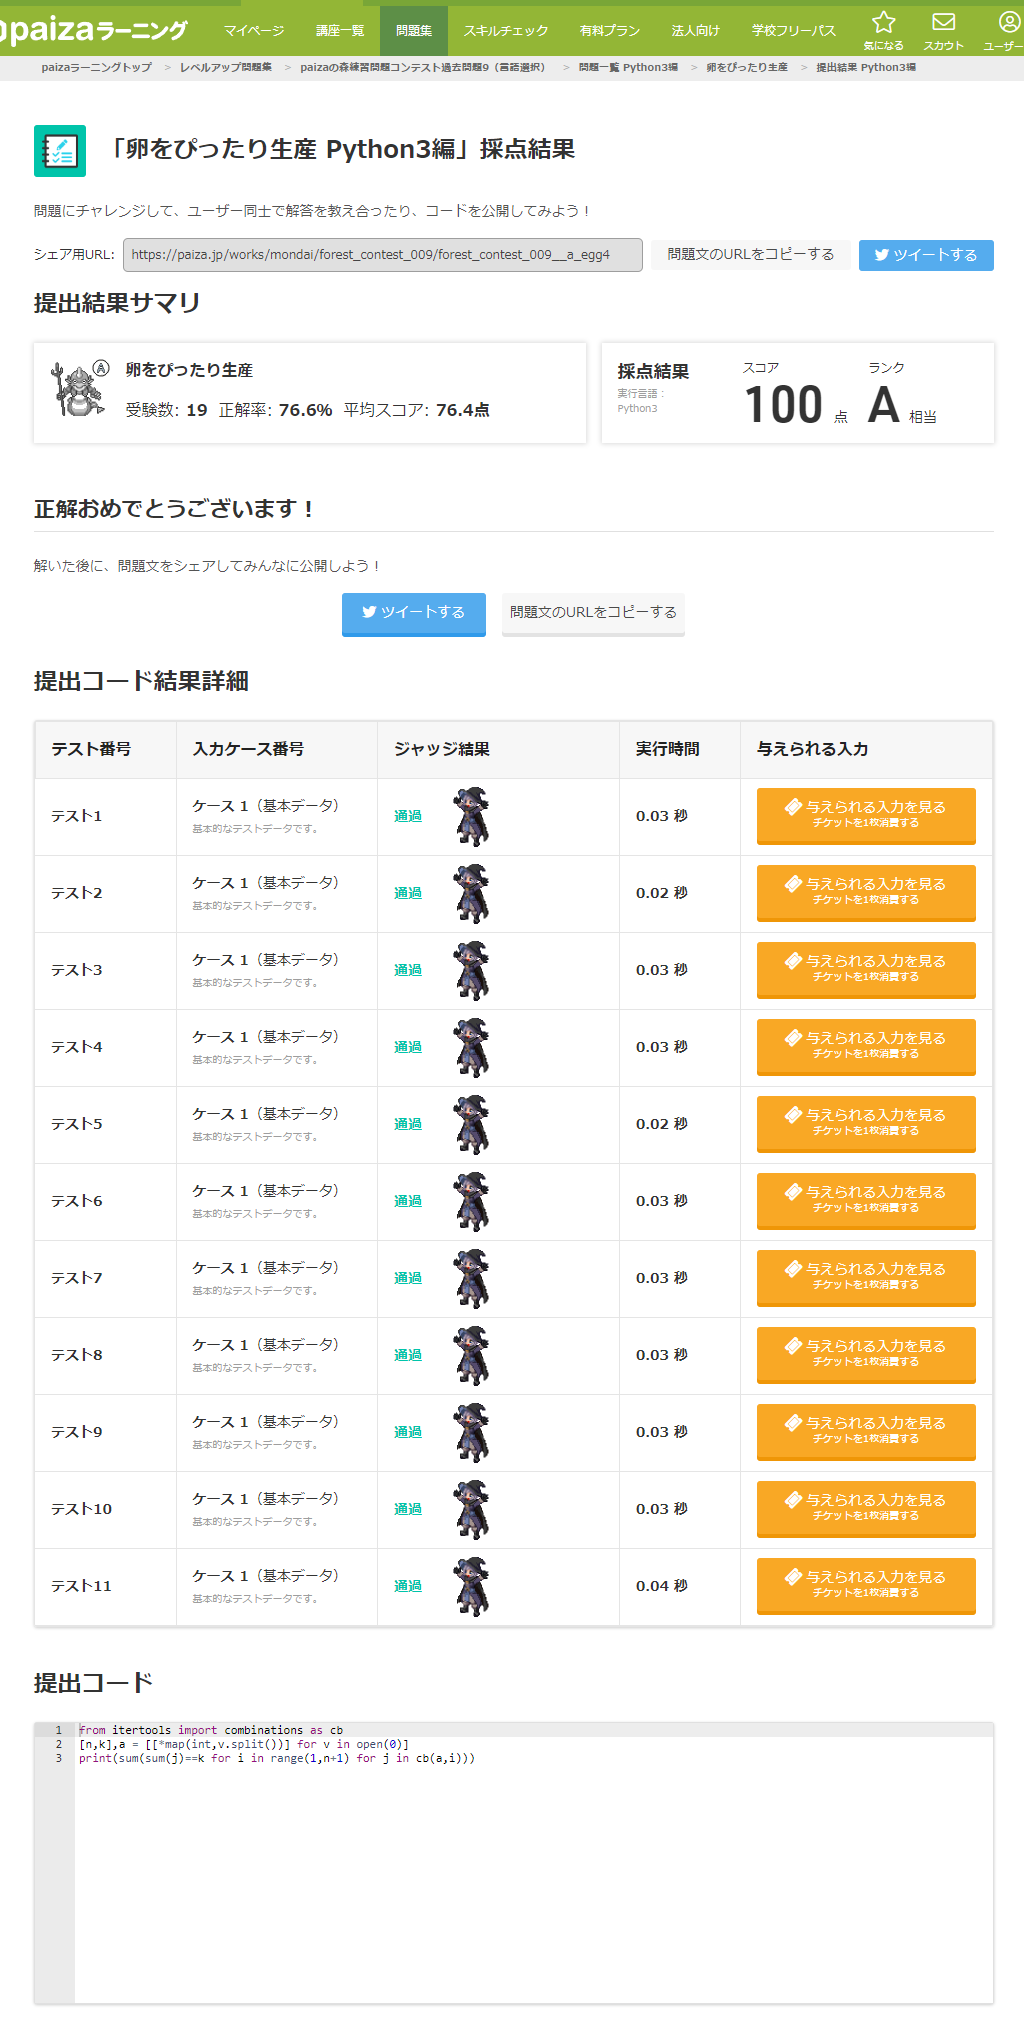 paizaラーニング マイページ 講座一覧 問題集 スキルチェック 有料プラン 法人向け 学校フリーパス 気になる スカウト ユーザー
paizaラーニングトップ > レベルアップ問題集 > paizaの森練習問題コンテスト過去問題9（言語選択） > 問題一覧 Python3編 > 卵をぴったり生産 > 提出結果 Python3編
「卵をぴったり生産 Python3編」採点結果
問題にチャレンジして、ユーザー同士で解答を教え合ったり、コードを公開してみよう！
シェア用URL: https://paiza.jp/works/mondai/forest_contest_009/forest_contest_009__a_egg4 問題文のURLをコピーする ツイートする
提出結果サマリ
A 卵をぴったり生産
受験数: 19 正解率: 76.6% 平均スコア: 76.4点
採点結果 スコア ランク
実行言語：
Python3
100 点 A 相当
正解おめでとうございます！
解いた後に、問題文をシェアしてみんなに公開しよう！
ツイートする 問題文のURLをコピーする
提出コード結果詳細
テスト番号 入力ケース番号 ジャッジ結果 実行時間 与えられる入力
テスト1 ケース 1（基本データ） 通過 0.03 秒 与えられる入力を見る
基本的なテストデータです。 チケットを1枚消費する
テスト2 ケース 1（基本データ） 通過 0.02 秒 与えられる入力を見る
基本的なテストデータです。 チケットを1枚消費する
テスト3 ケース 1（基本データ） 通過 0.03 秒 与えられる入力を見る
基本的なテストデータです。 チケットを1枚消費する
テスト4 ケース 1（基本データ） 通過 0.03 秒 与えられる入力を見る
基本的なテストデータです。 チケットを1枚消費する
テスト5 ケース 1（基本データ） 通過 0.02 秒 与えられる入力を見る
基本的なテストデータです。 チケットを1枚消費する
テスト6 ケース 1（基本データ） 通過 0.03 秒 与えられる入力を見る
基本的なテストデータです。 チケットを1枚消費する
テスト7 ケース 1（基本データ） 通過 0.03 秒 与えられる入力を見る
基本的なテストデータです。 チケットを1枚消費する
テスト8 ケース 1（基本データ） 通過 0.03 秒 与えられる入力を見る
基本的なテストデータです。 チケットを1枚消費する
テスト9 ケース 1（基本データ） 通過 0.03 秒 与えられる入力を見る
基本的なテストデータです。 チケットを1枚消費する
テスト10 ケース 1（基本データ） 通過 0.03 秒 与えられる入力を見る
基本的なテストデータです。 チケットを1枚消費する
テスト11 ケース 1（基本データ） 通過 0.04 秒 与えられる入力を見る
基本的なテストデータです。 チケットを1枚消費する
提出コード
1 from itertools import combinations as cb
2 [n,k],a = [[*map(int,v.split())] for v in open(0)]
3 print(sum(sum(j)==k for i in range(1,n+1) for j in cb(a,i)))